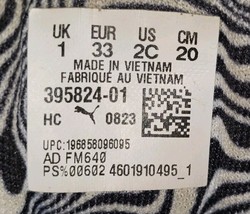 UK EUR US CM
1 33 2C 20
MADE IN VIETNAM
FABRIQUÉ AU VIETNAM
395824-01
HC 0823
UPC:196858096095
AD FM640
PS%00602 4601910495_1